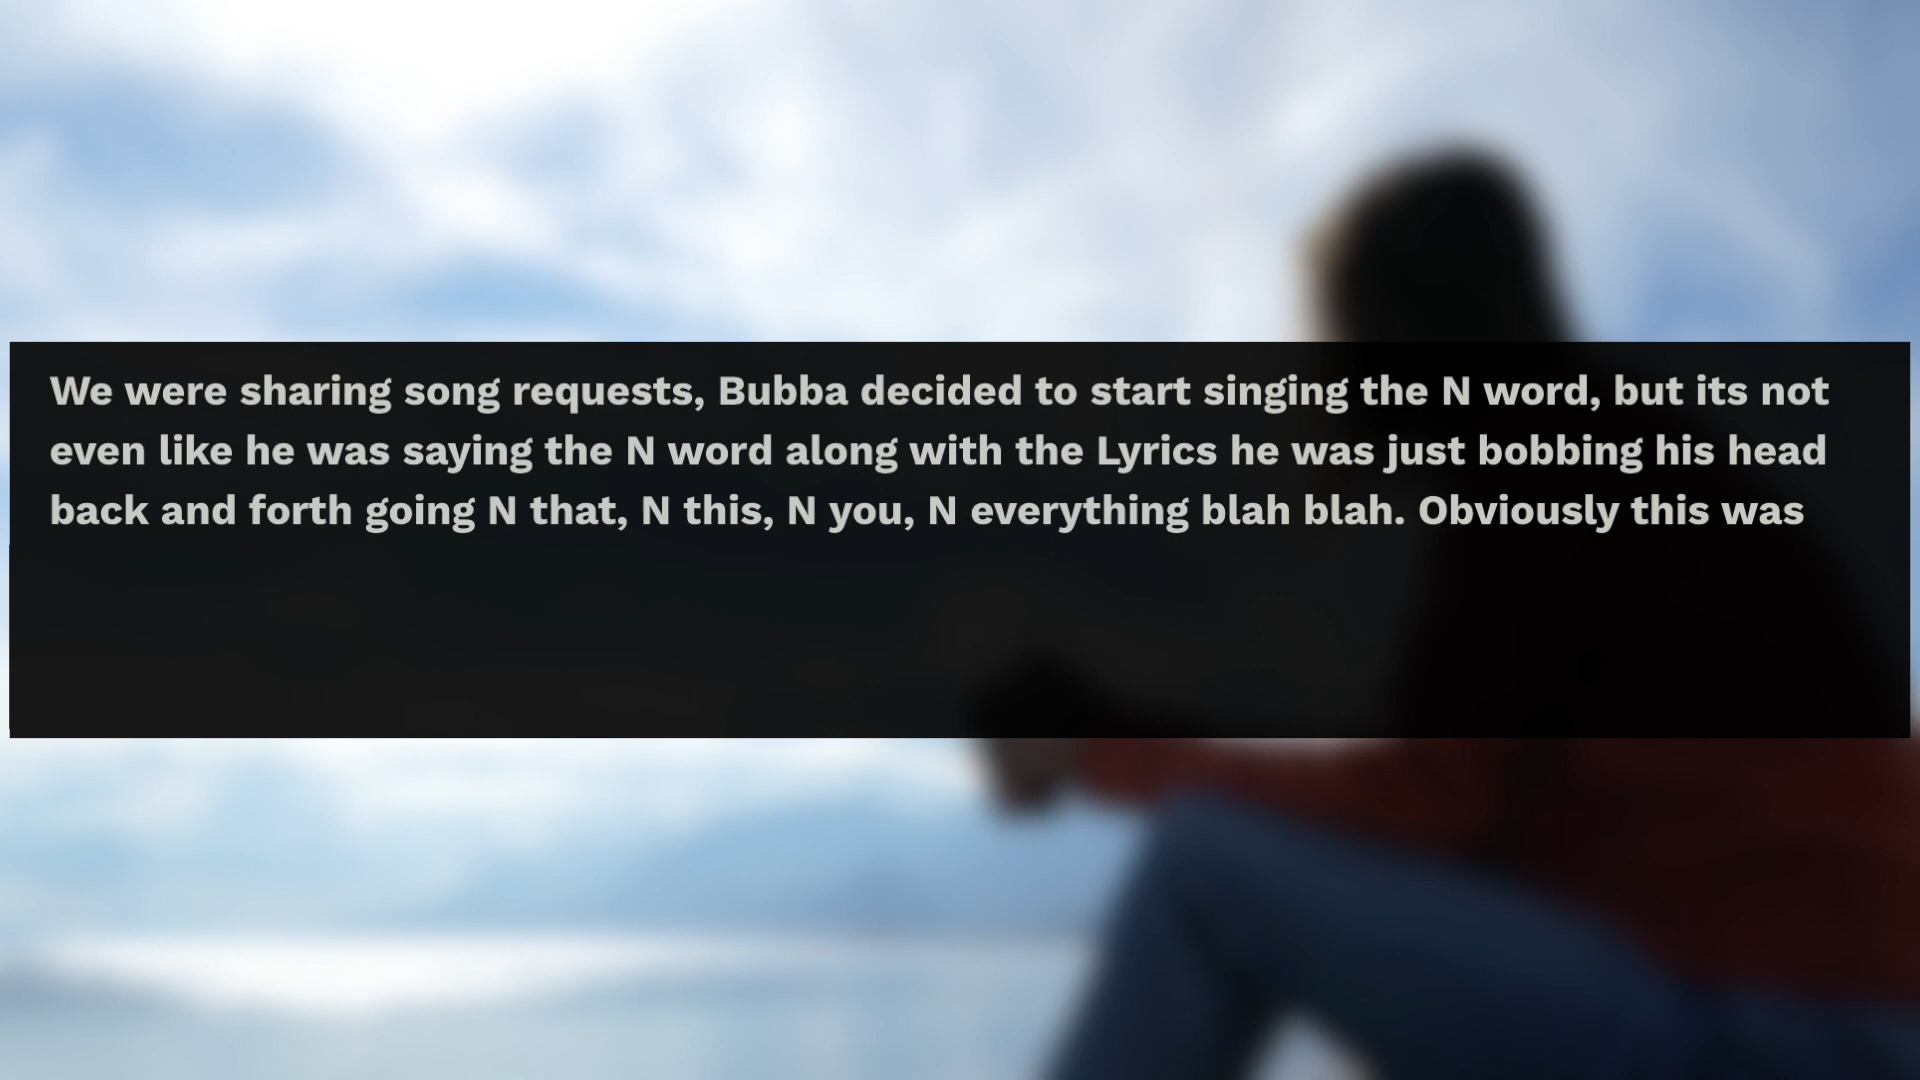 We were sharing song requests, Bubba decided to start singing the N word, but its not
even like he was saying the N word along with the Lyrics he was just bobbing his head
back and forth going N that, N this, N you, N everything blah blah. Obviously this was